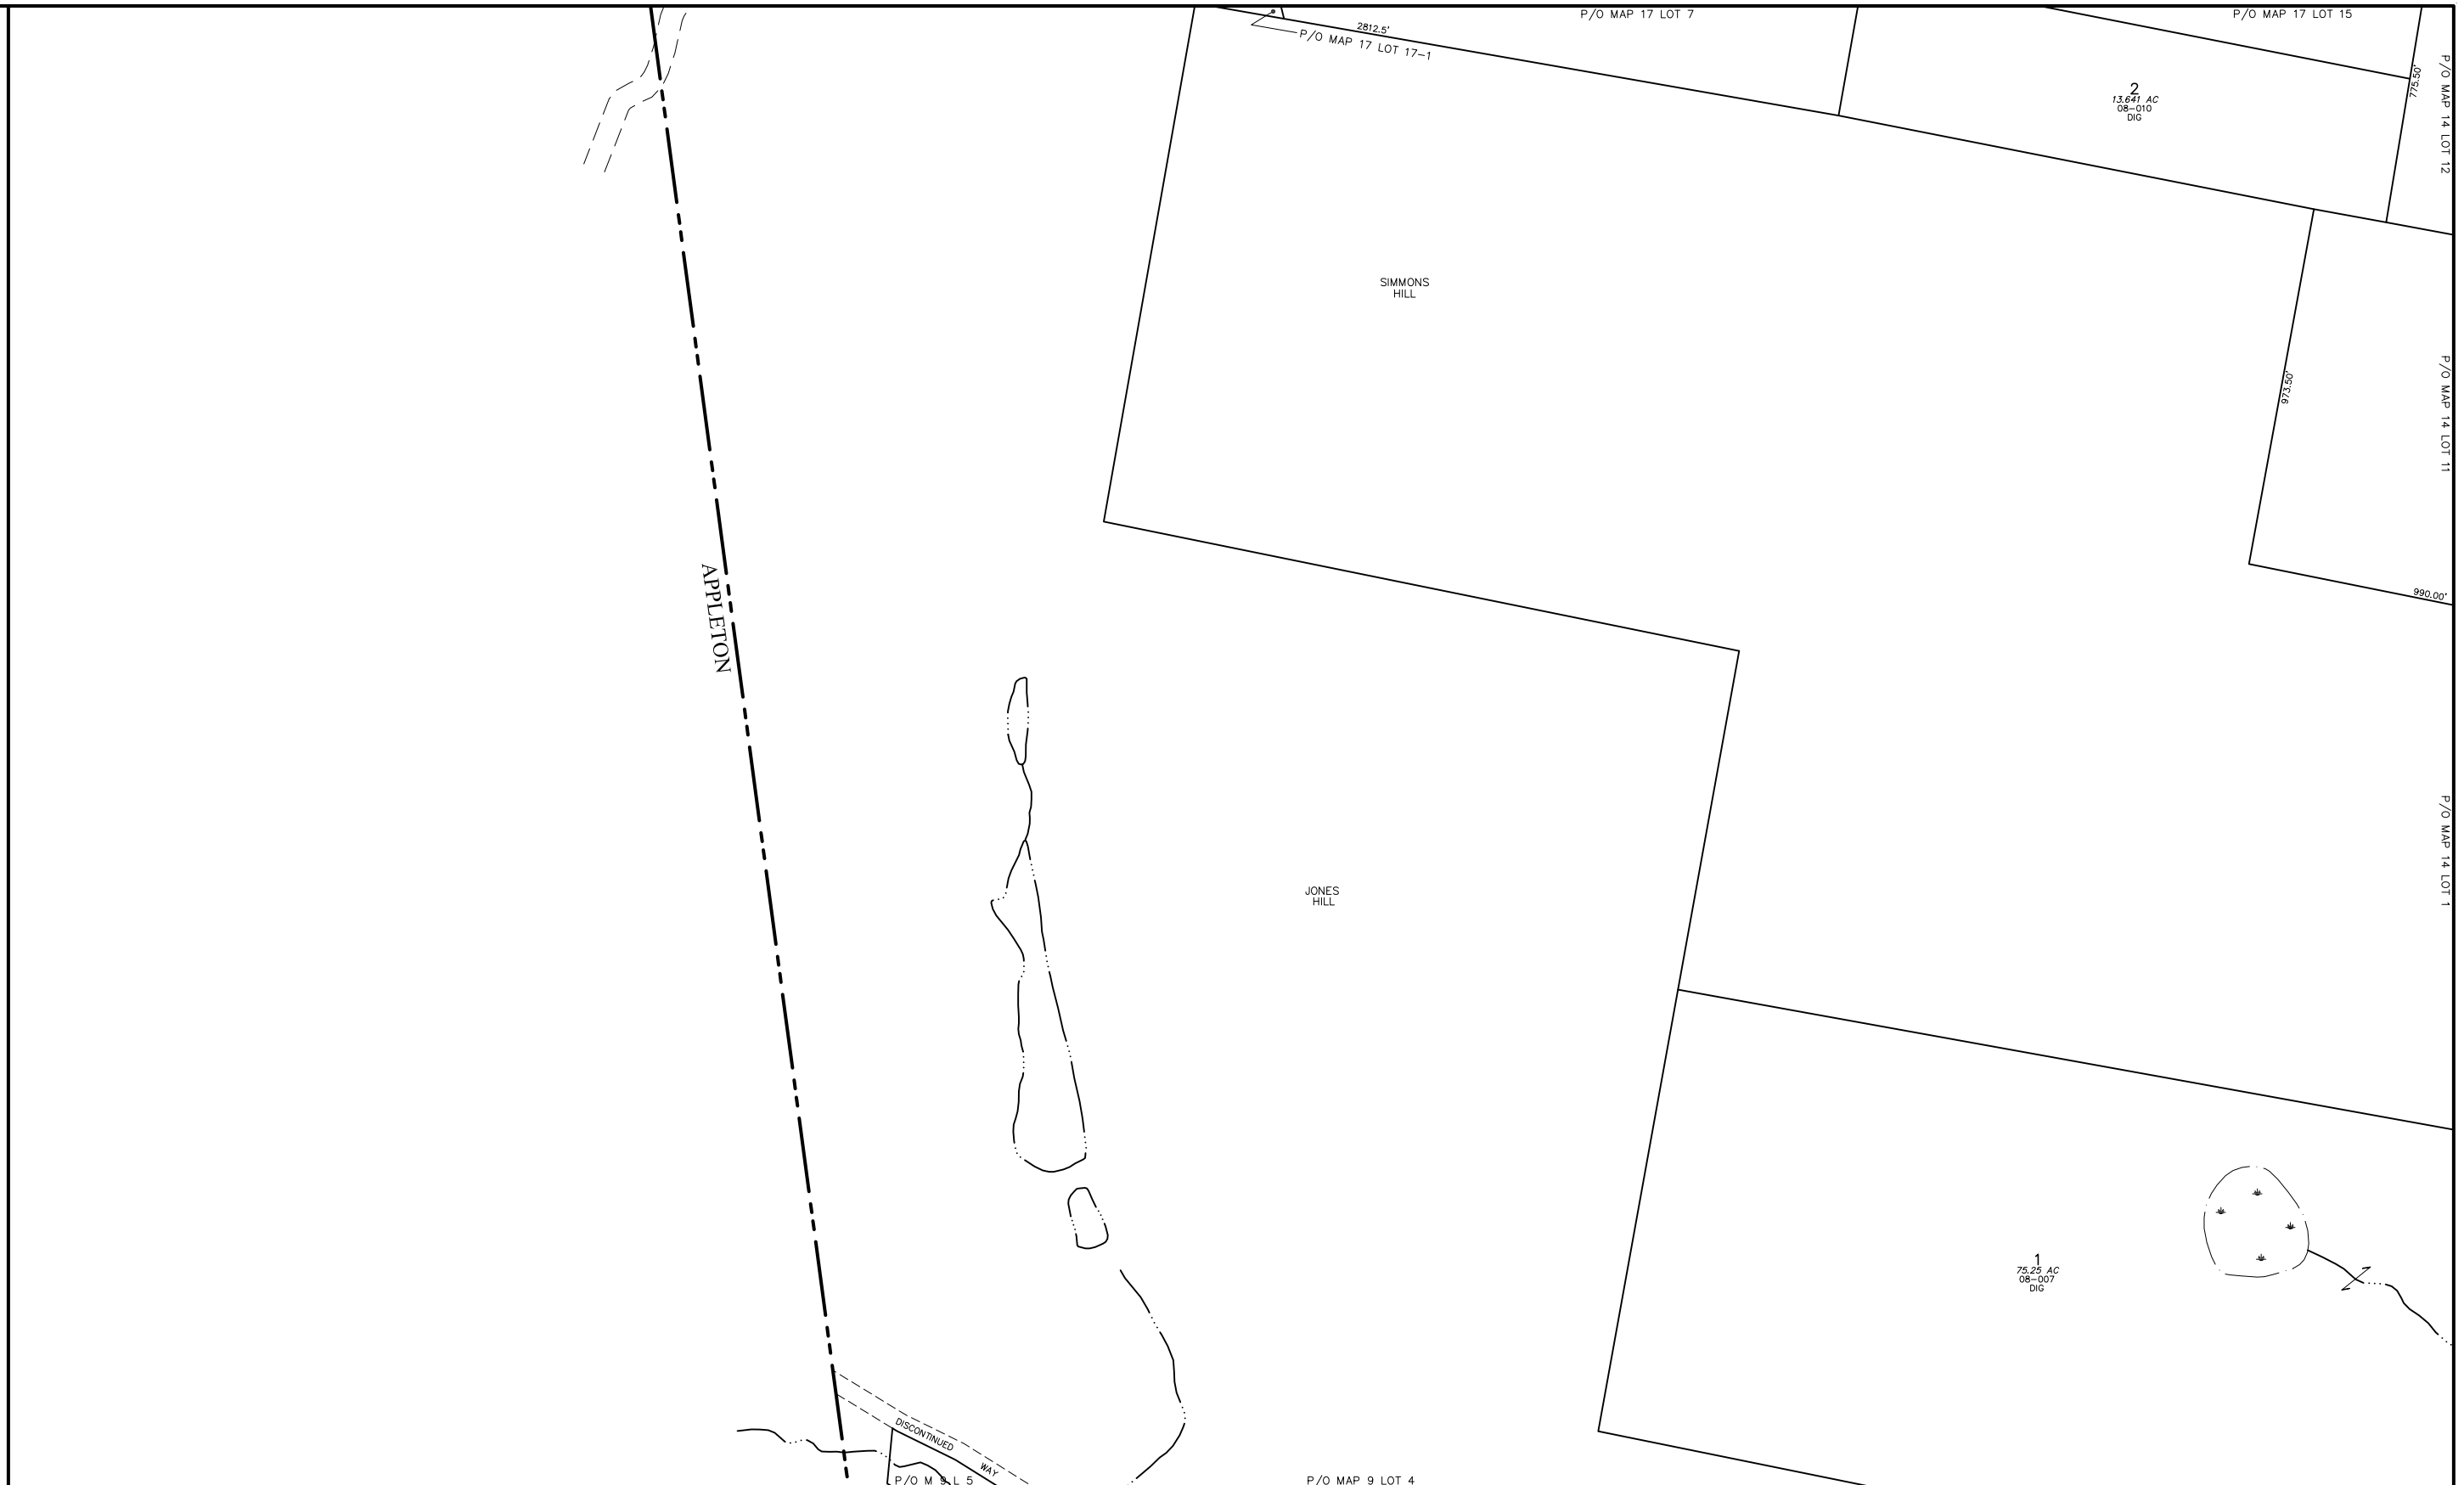 P/O MAP 17 LOT 7
P/O MAP 17 LOT 15
2812.5'
P/O MAP 17 LOT 17-1
775.50'
P/O MAP 14 LOT 12
2
13.641 AC
08-010
DIG
SIMMONS
HILL
973.50'
P/O MAP 14 LOT 11
990.00'
APPLETON
JONES
HILL
P/O MAP 14 LOT 1
1
75.25 AC
08-007
DIG
DISCONTINUED WAY
P/O M 9 L 5
P/O MAP 9 LOT 4